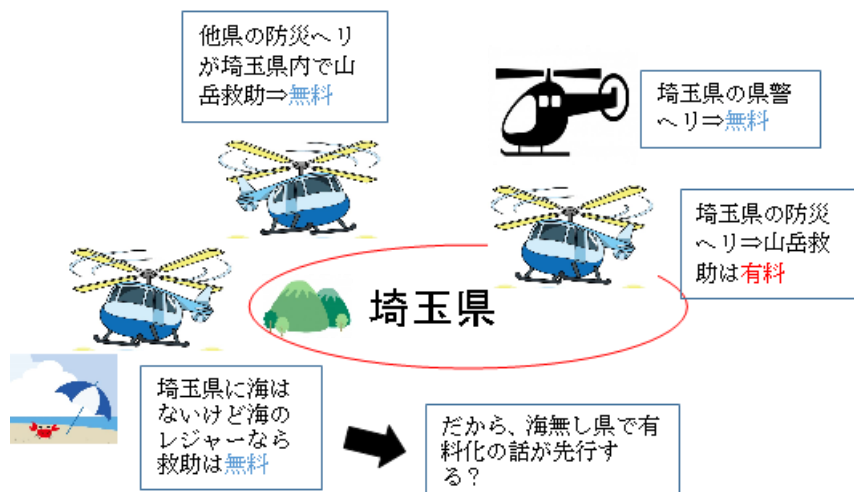 他県の防災ヘリ
が埼玉県内で山
岳救助⇒無料
埼玉県の県警
ヘリ⇒無料
埼玉県の防災
ヘリ⇒山岳救
助は有料
埼玉県
埼玉県に海は
ないけど海の
レジャーなら
救助は無料
だから、海無し県で有
料化の話が先行す
る？